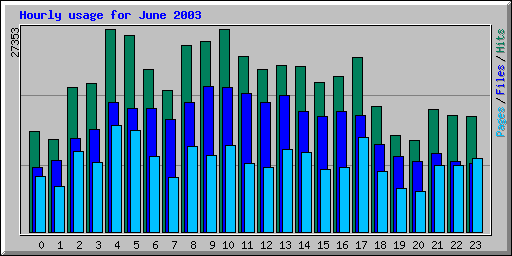 Hourly usage for June 2003
27353
Pages / Files / Hits
0 1 2 3 4 5 6 7 8 9 10 11 12 13 14 15 16 17 18 19 20 21 22 23